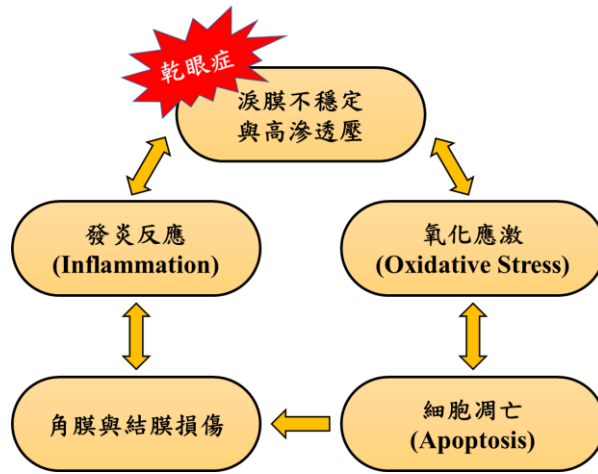 乾眼症
淚膜不穩定
與高滲透壓
發炎反應
(Inflammation)
氧化應激
(Oxidative Stress)
角膜與結膜損傷
細胞凋亡
(Apoptosis)